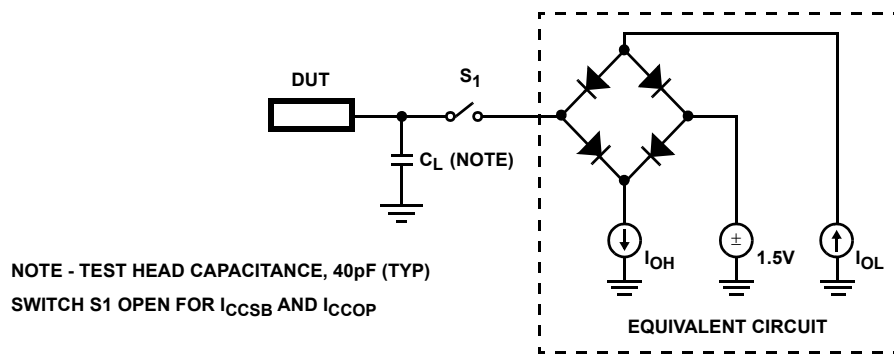 DUT
S1
CL (NOTE)
IOH
±
1.5V
IOL
NOTE - TEST HEAD CAPACITANCE, 40pF (TYP)
SWITCH S1 OPEN FOR ICCSB AND ICCOP
EQUIVALENT CIRCUIT